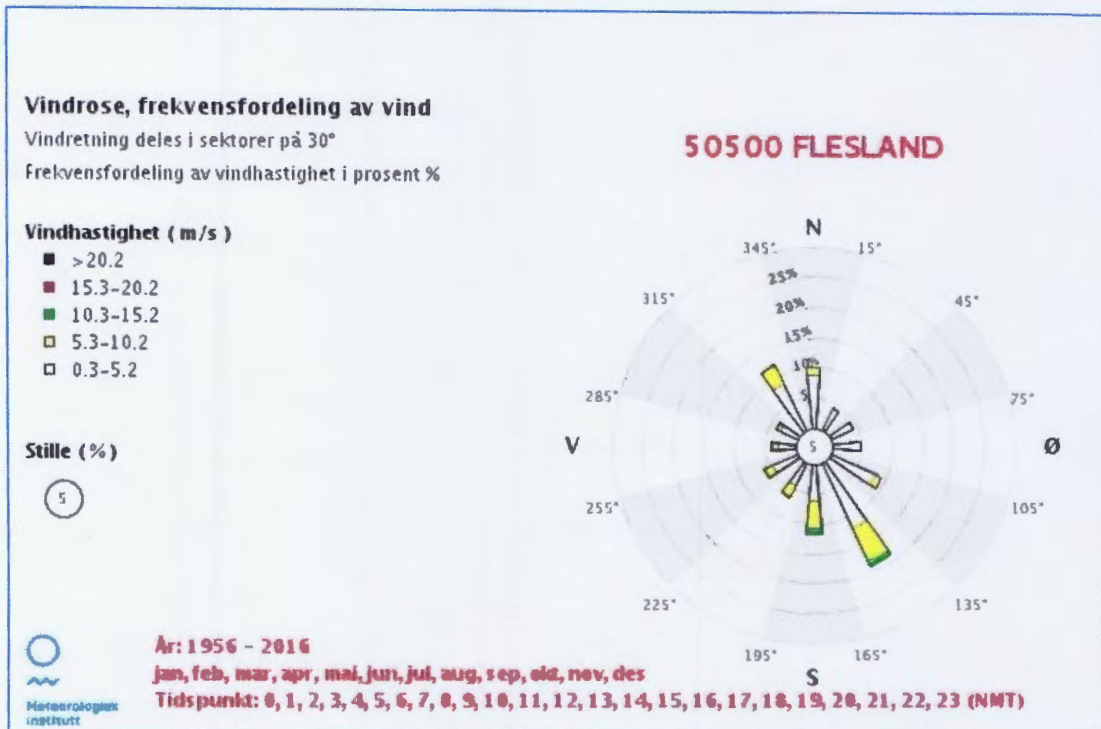 Vindrose, frekvensfordeling av vind
Vindretning deles i sektorer på 30°
Frekvensfordeling av vindhastighet i prosent %
50500 FLESLAND
Vindhastighet ( m/s )
>20.2
15.3-20.2
10.3-15.2
5.3-10.2
0.3-5.2
Stille (%)
5
N
345°
15°
25%
20%
15%
10%
5
315°
45°
285°
75°
V
5
Ø
255°
105°
225°
135°
195°
165°
S
År: 1956 - 2016
jan, feb, mar, apr, mai, jun, jul, aug, sep, okt, nov, des
Tidspunkt: 0, 1, 2, 3, 4, 5, 6, 7, 8, 9, 10, 11, 12, 13, 14, 15, 16, 17, 18, 19, 20, 21, 22, 23 (NMT)
Meteorologisk
institutt